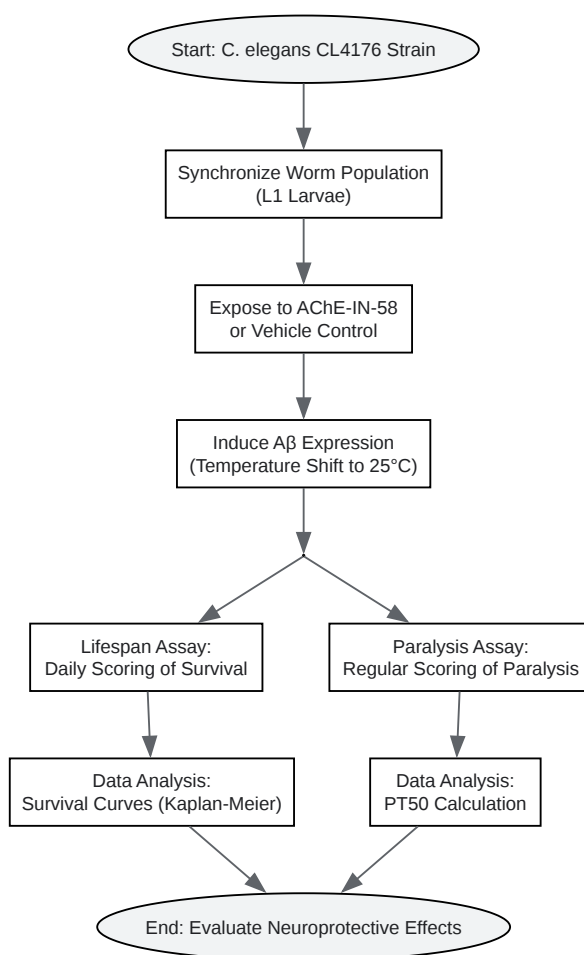 Start: C. elegans CL4176 Strain
Synchronize Worm Population
(L1 Larvae)
Expose to AChE-IN-58
or Vehicle Control
Induce Aβ Expression
(Temperature Shift to 25°C)
Lifespan Assay:
Daily Scoring of Survival
Paralysis Assay:
Regular Scoring of Paralysis
Data Analysis:
Survival Curves (Kaplan-Meier)
Data Analysis:
PT50 Calculation
End: Evaluate Neuroprotective Effects